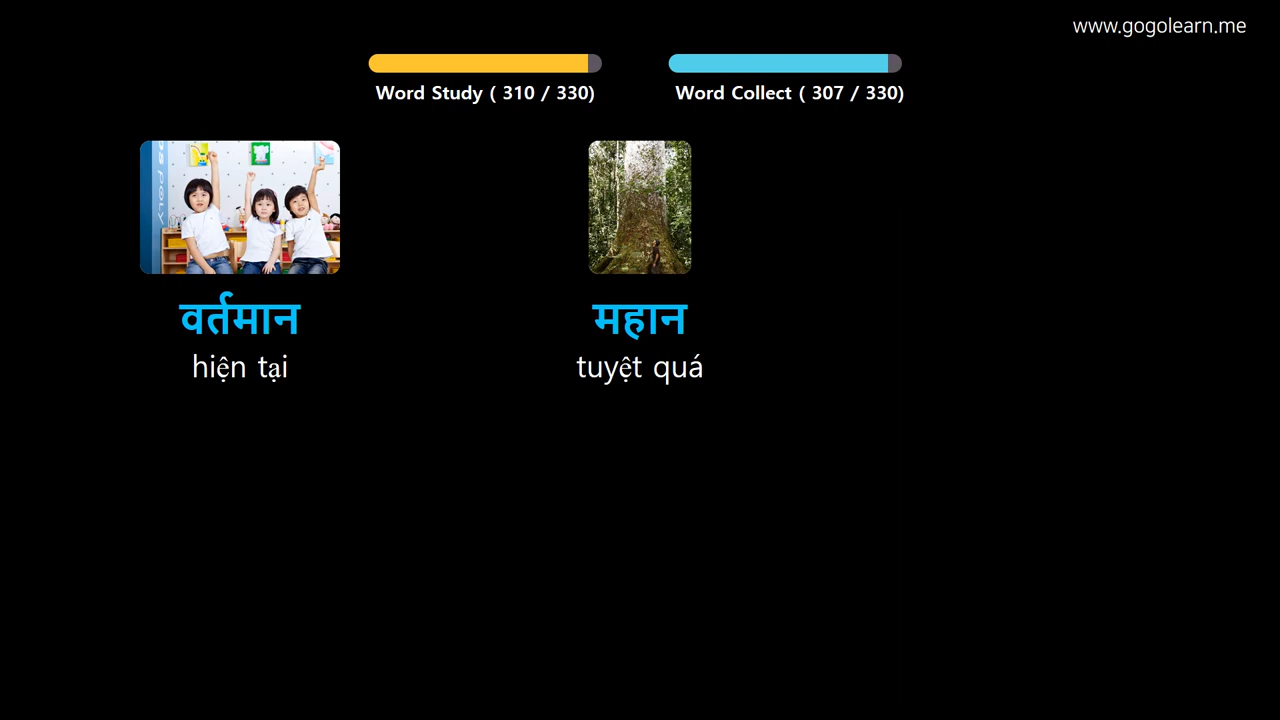 www.gogolearn.me
Word Study ( 310 / 330)
Word Collect ( 307 / 330)
वर्तमान
hiện tại
महान
tuyệt quá